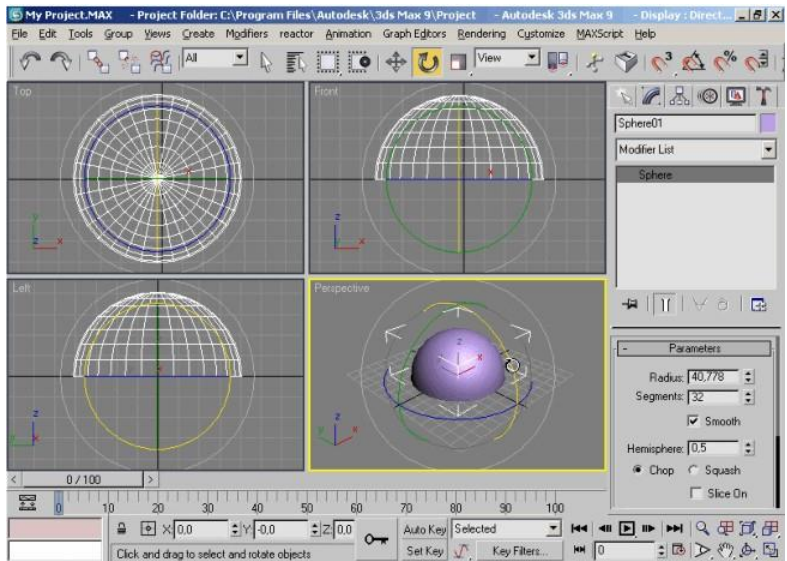 My Project.MAX - Project Folder: C:\Program Files\Autodesk\3ds Max 9\Project - Autodesk 3ds Max 9 - Display : Direct...
File Edit Tools Group Views Create Modifiers reactor Animation Graph Editors Rendering Customize MAXScript Help
All View
Top
Front
Sphere01
Modifier List
Sphere
y z x
z x
Left
Perspective
z x
Parameters
Radius: 40,778
Segments: 32
Smooth
Hemisphere: 0,5
Chop Squash
Slice On
z y x
z y x
< 0 / 100 >
0 10 20 30 40 50 60 70 80 90 100
X: 0,0 Y: -0,0 Z: 0,0 Auto Key Selected
Click and drag to select and rotate objects Set Key Key Filters... 0